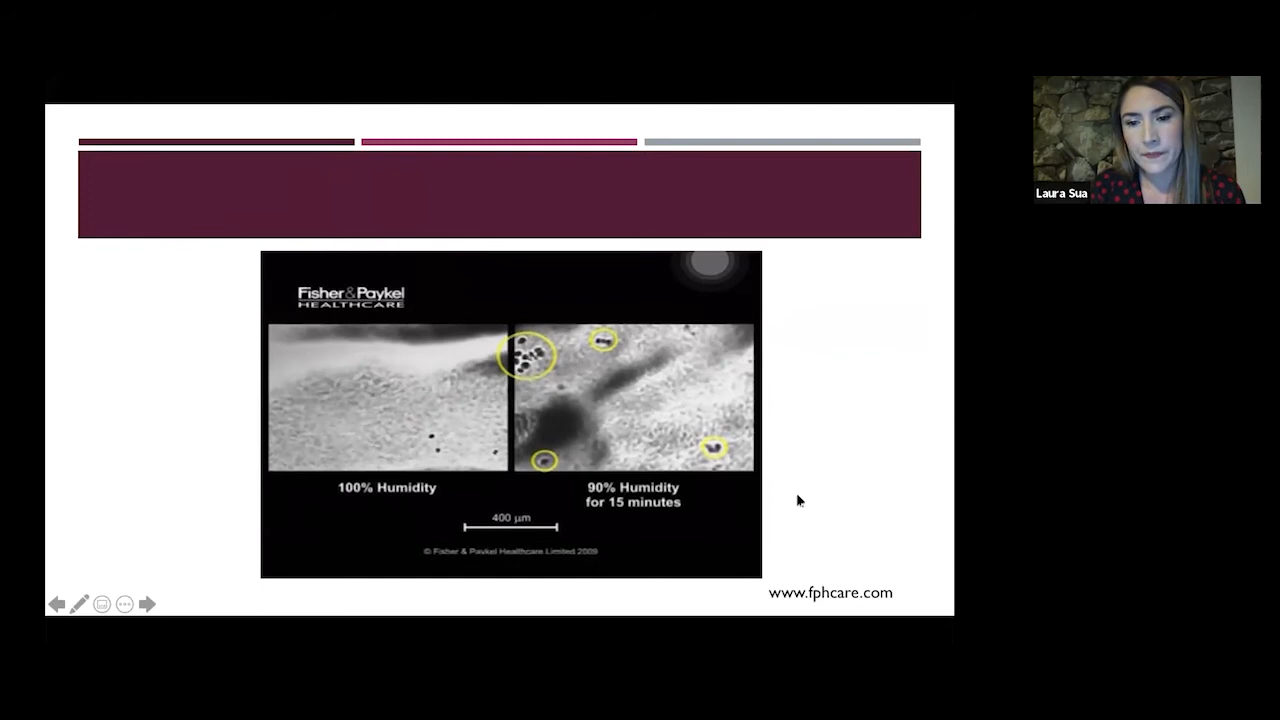 Laura Sua
Fisher&Paykel
HEALTHCARE
100% Humidity
90% Humidity
for 15 minutes
400 µm
© Fisher & Paykel Healthcare Limited 2009
www.fphcare.com